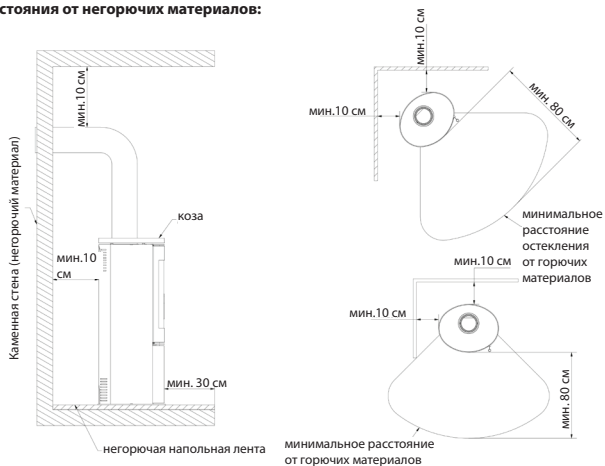 стояния от негорючих материалов:
мин.10 см
Каменная стена (негорючий материал)
коза
мин.10
см
мин. 30 см
негорючая напольная лента
мин.10 см
мин.10 см
мин. 80 см
минимальное
расстояние
остекления
от горючих
материалов
мин.10 см
мин.10 см
мин. 80 см
минимальное расстояние
от горючих материалов